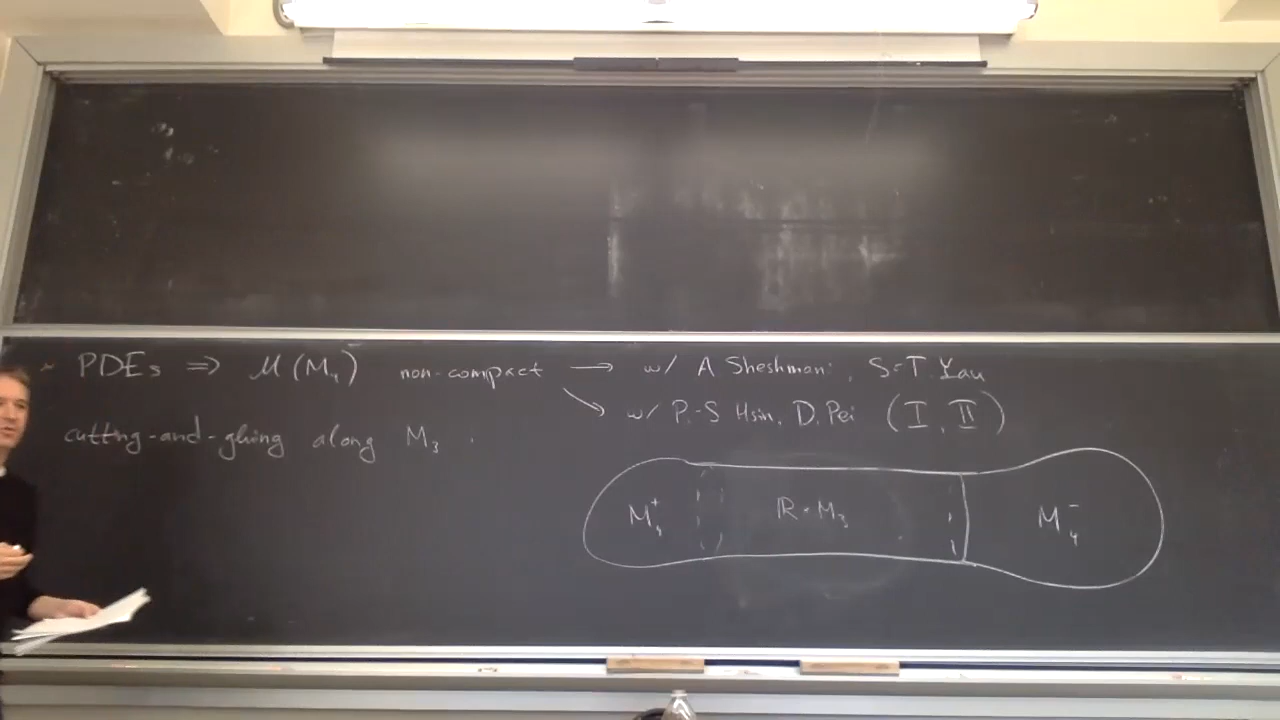 PDEs ⇒ M(M₄) non-compact → w/ A Sheshmani, S-T. Yau
↘ w/ P.-S Hsin, D. Pei (I, II)
cutting-and-gluing along M₃
M₄⁺ ℝ × M₃ M₄⁻